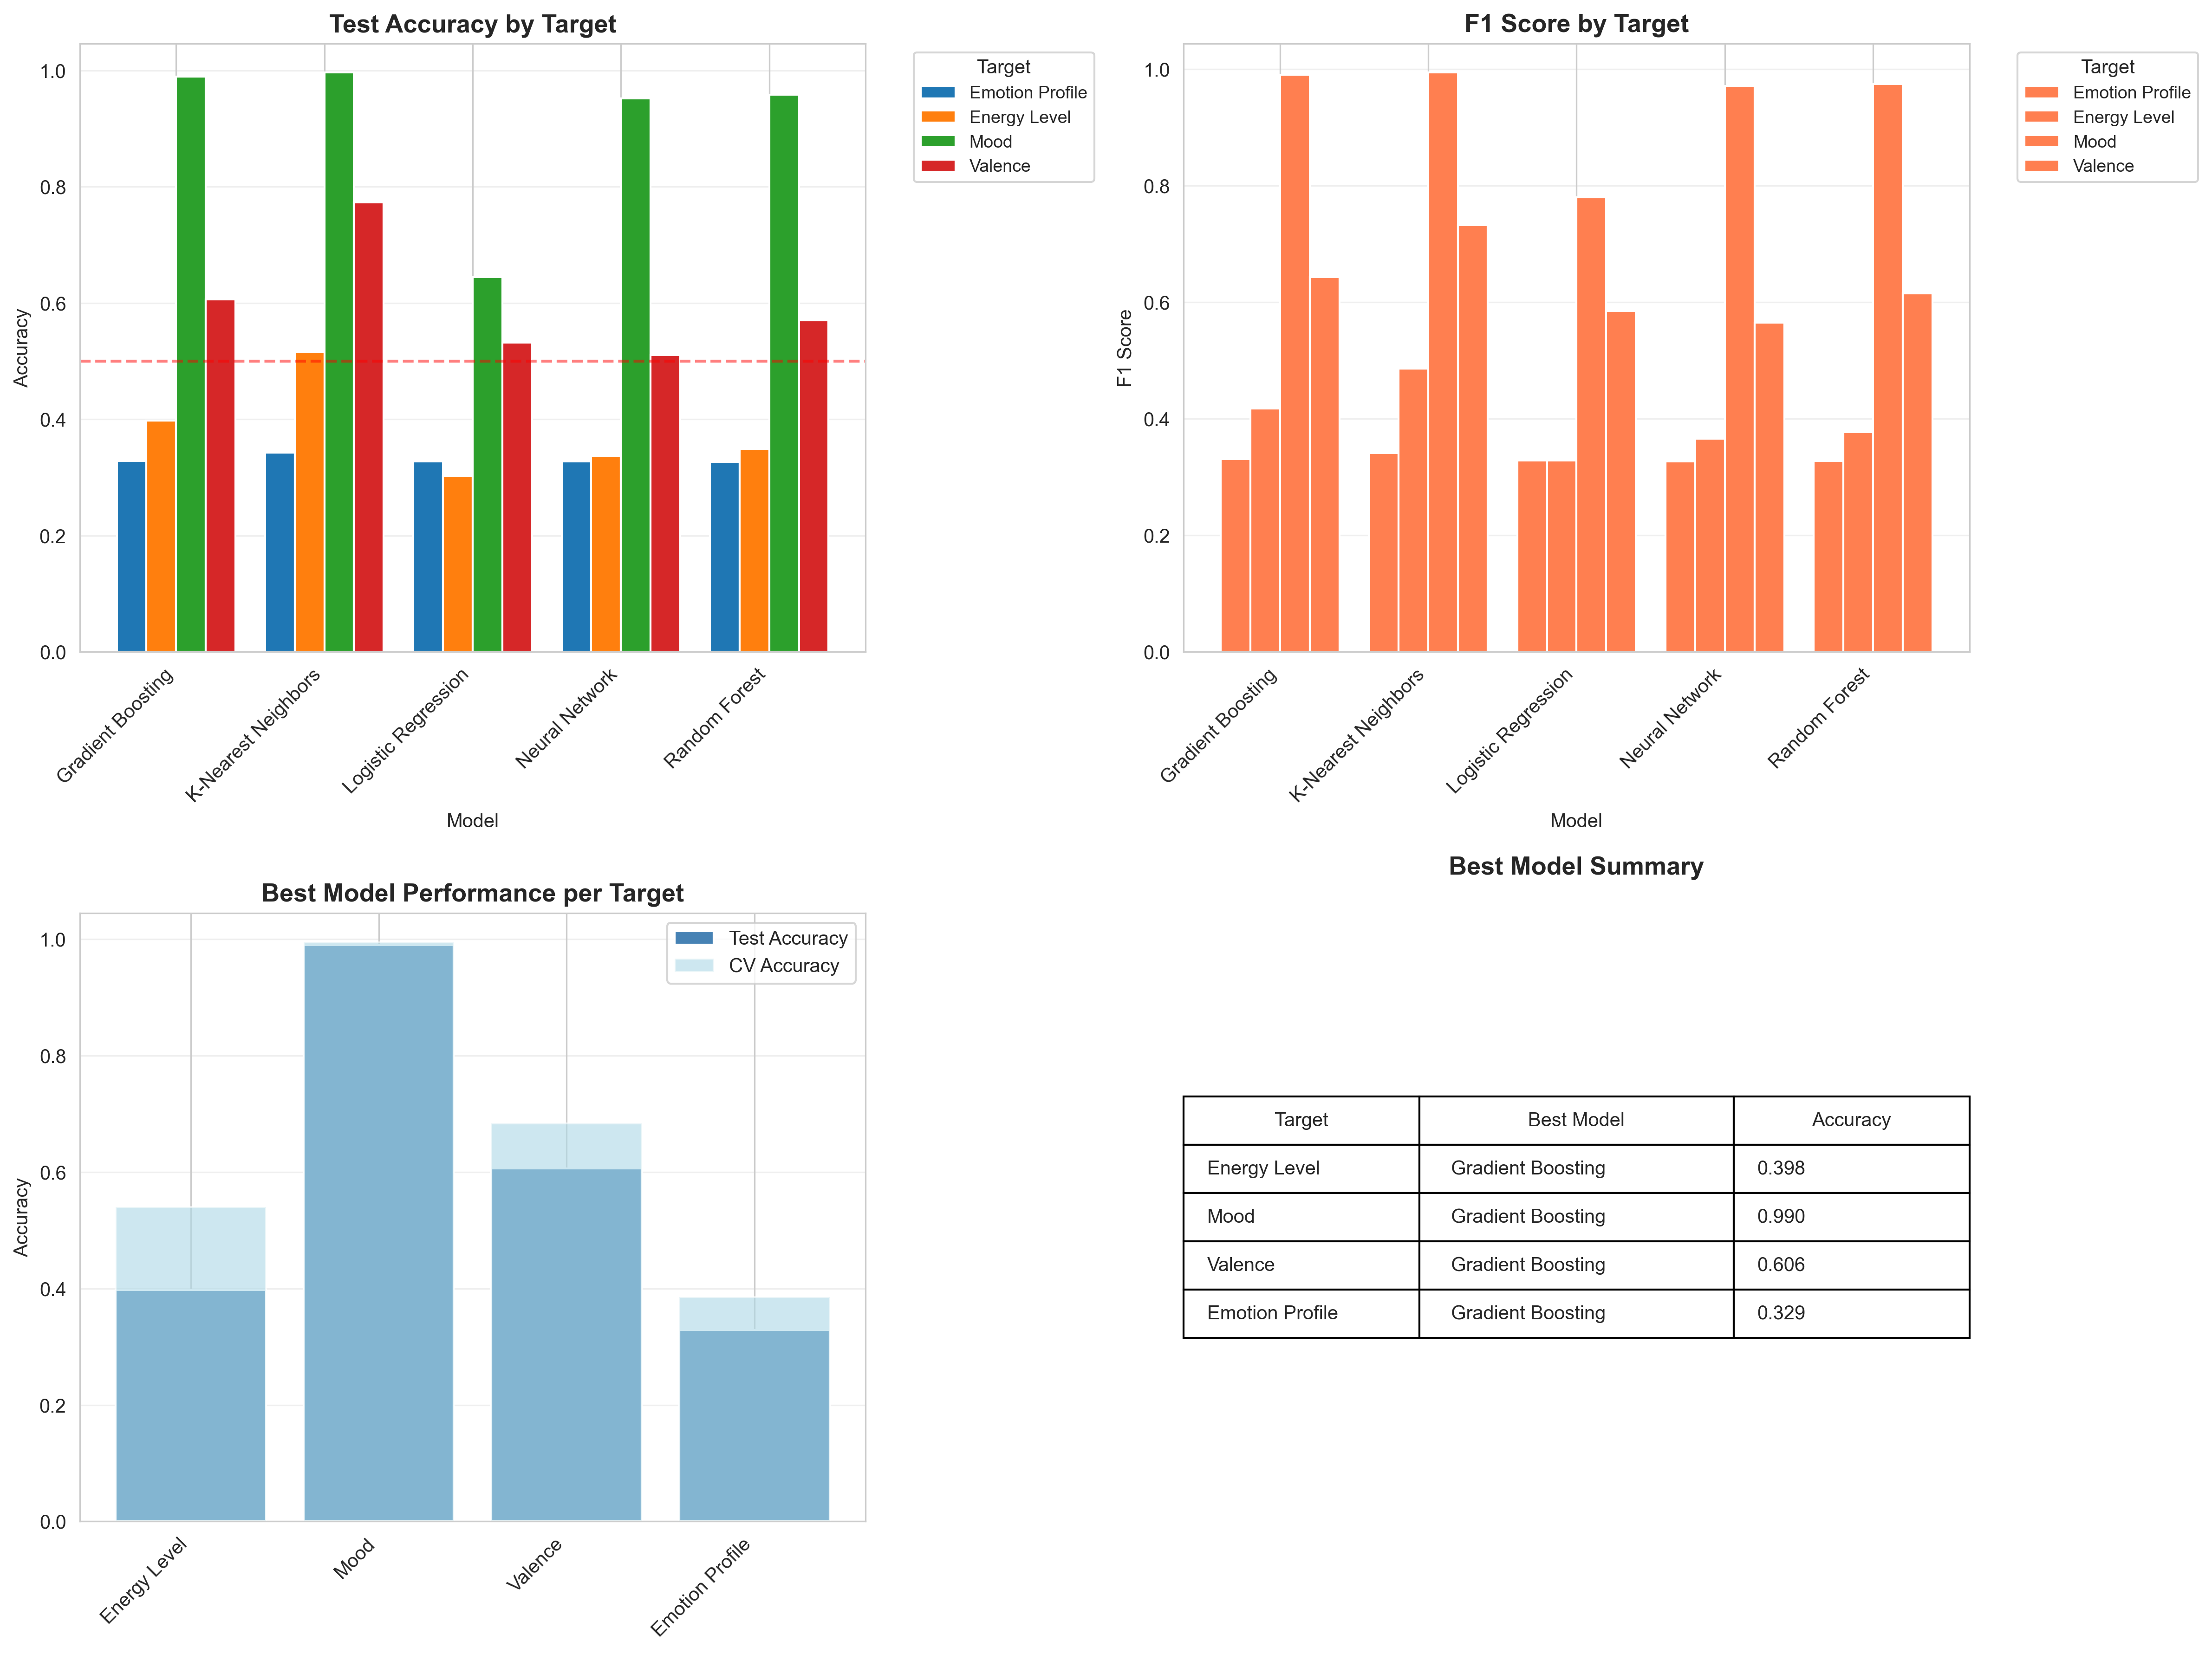 Test Accuracy by Target
Accuracy
1.0
0.8
0.6
0.4
0.2
0.0
Gradient Boosting
K-Nearest Neighbors
Logistic Regression
Neural Network
Random Forest
Model
Target
Emotion Profile
Energy Level
Mood
Valence
F1 Score by Target
F1 Score
1.0
0.8
0.6
0.4
0.2
0.0
Gradient Boosting
K-Nearest Neighbors
Logistic Regression
Neural Network
Random Forest
Model
Target
Emotion Profile
Energy Level
Mood
Valence
Best Model Performance per Target
Accuracy
1.0
0.8
0.6
0.4
0.2
0.0
Test Accuracy
CV Accuracy
Energy Level
Mood
Valence
Emotion Profile
Best Model Summary
Target Best Model Accuracy
Energy Level Gradient Boosting 0.398
Mood Gradient Boosting 0.990
Valence Gradient Boosting 0.606
Emotion Profile Gradient Boosting 0.329